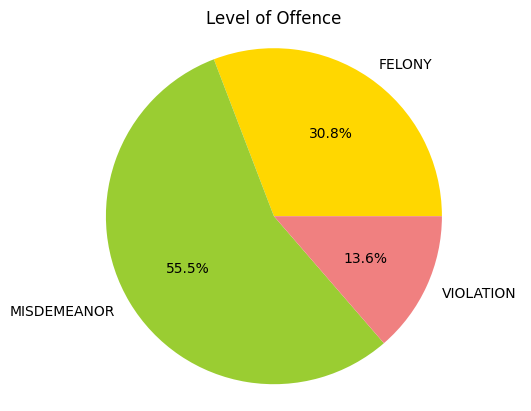 Level of Offence
FELONY
30.8%
55.5%
13.6%
VIOLATION
MISDEMEANOR